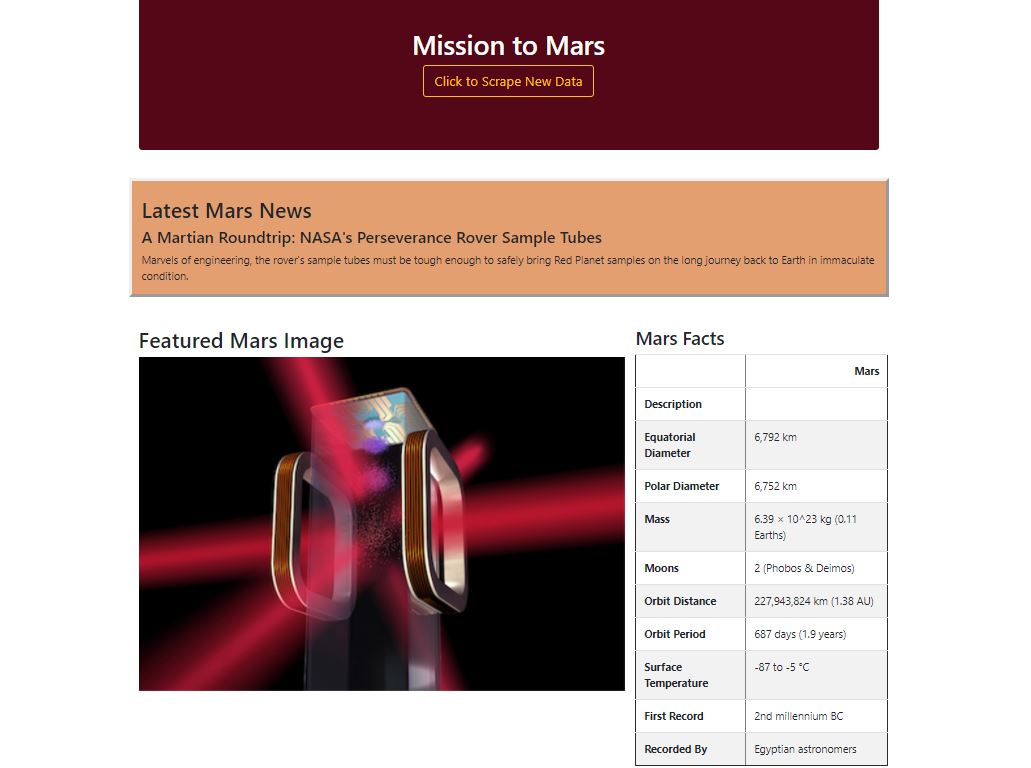 Mission to Mars
Click to Scrape New Data
Latest Mars News
A Martian Roundtrip: NASA's Perseverance Rover Sample Tubes
Marvels of engineering, the rover's sample tubes must be tough enough to safely bring Red Planet samples on the long journey back to Earth in immaculate
condition.
Featured Mars Image
Mars Facts
Mars
Description
Equatorial
Diameter
6,792 km
Polar Diameter
6,752 km
Mass
6.39 × 10^23 kg (0.11
Earths)
Moons
2 (Phobos & Deimos)
Orbit Distance
227,943,824 km (1.38 AU)
Orbit Period
687 days (1.9 years)
Surface
Temperature
-87 to -5 °C
First Record
2nd millennium BC
Recorded By
Egyptian astronomers